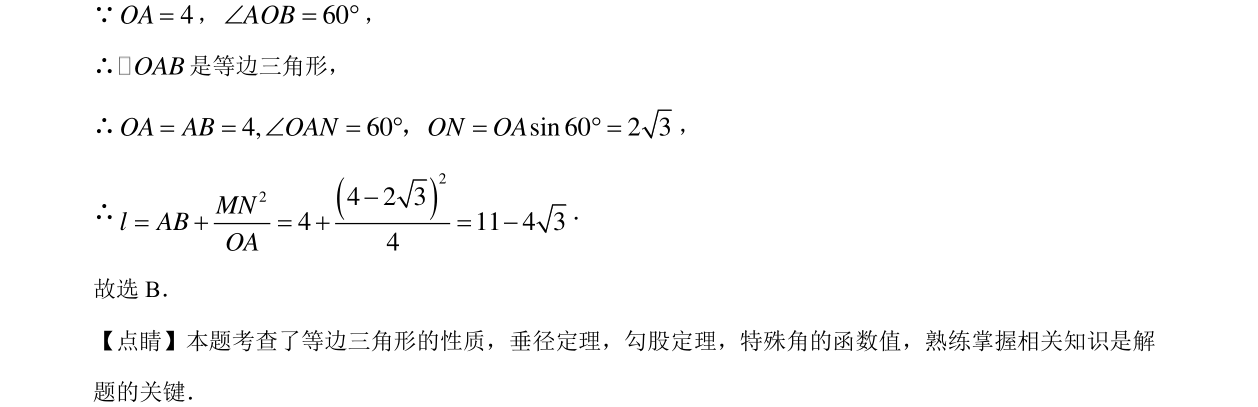 ∵ OA = 4，∠AOB = 60°，
∴ □OAB 是等边三角形，
∴ OA = AB = 4, ∠OAN = 60°，ON = OA sin 60° = 2√3，
∴ l = AB + MN²/OA = 4 + (4 − 2√3)²/4 = 11 − 4√3．
故选 B．
【点睛】本题考查了等边三角形的性质，垂径定理，勾股定理，特殊角的函数值，熟练掌握相关知识是解
题的关键．